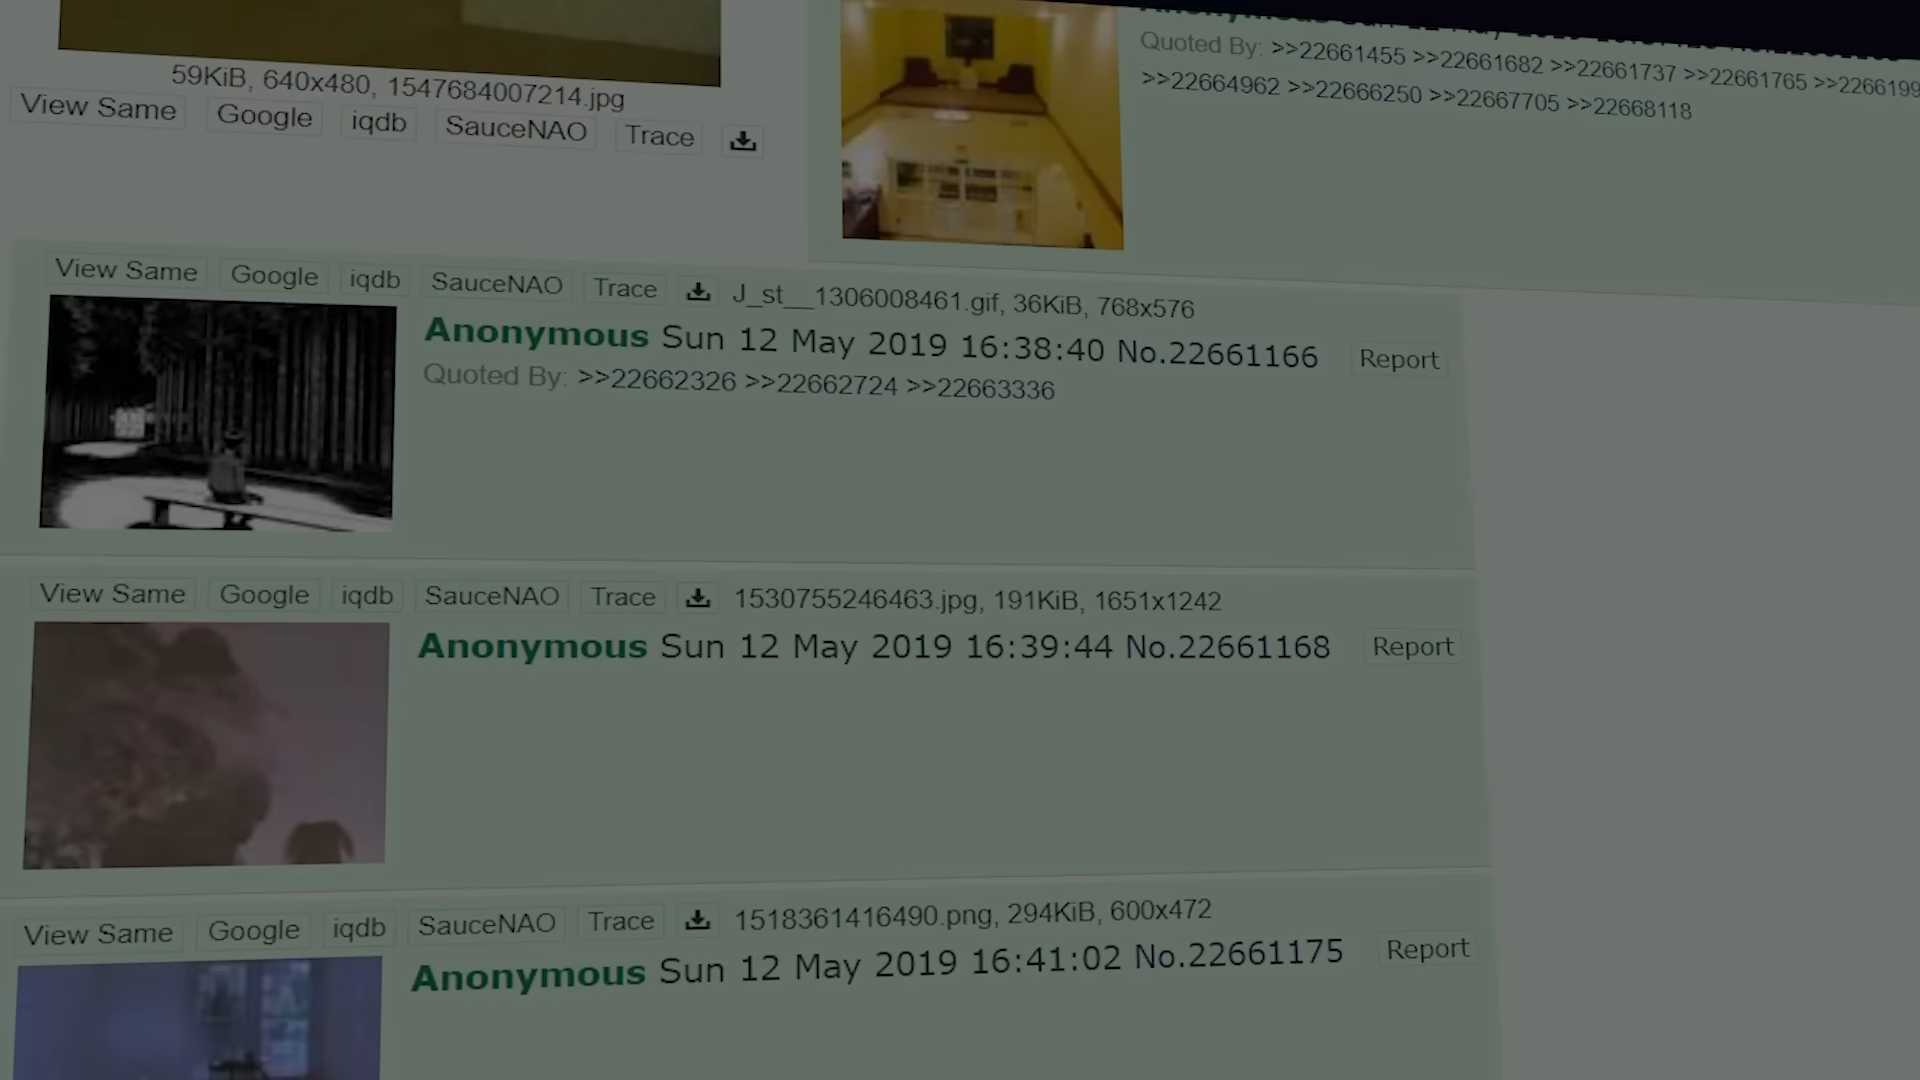 59KiB, 640x480, 1547684007214.jpg
View Same Google iqdb SauceNAO Trace
Quoted By: >>22661455 >>22661682 >>22661737 >>22661765 >>2266199
>>22664962 >>22666250 >>22667705 >>22668118
View Same Google iqdb SauceNAO Trace J_st__1306008461.gif, 36KiB, 768x576
Anonymous Sun 12 May 2019 16:38:40 No.22661166 Report
Quoted By: >>22662326 >>22662724 >>22663336
View Same Google iqdb SauceNAO Trace 1530755246463.jpg, 191KiB, 1651x1242
Anonymous Sun 12 May 2019 16:39:44 No.22661168 Report
View Same Google iqdb SauceNAO Trace 1518361416490.png, 294KiB, 600x472
Anonymous Sun 12 May 2019 16:41:02 No.22661175 Report